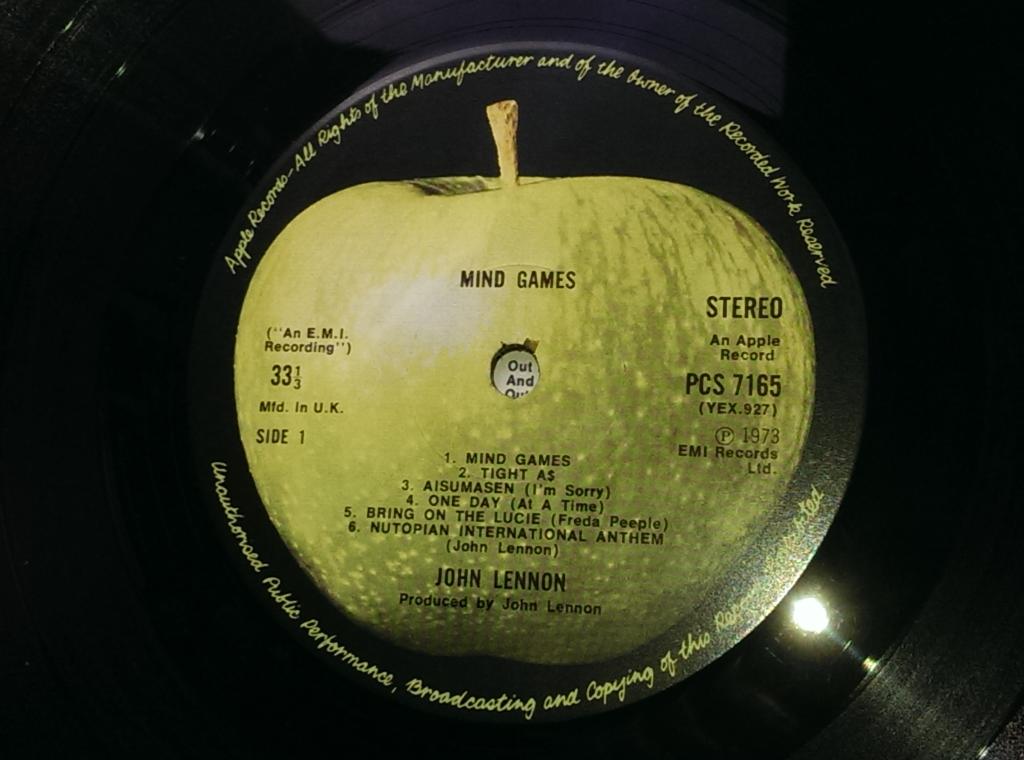 Apple Records-All Rights of the Manufacturer and of the Owner of the Recorded Work Reserved
MIND GAMES
STEREO
("An E.M.I.
Recording")
An Apple
Record
33⅓
PCS 7165
(YEX.927)
Mfd. In U.K.
SIDE 1
℗ 1973
EMI Records
Ltd.
Out
And
1. MIND GAMES
2. TIGHT A$
3. AISUMASEN (I'm Sorry)
4. ONE DAY (At A Time)
5. BRING ON THE LUCIE (Freda Peeple)
6. NUTOPIAN INTERNATIONAL ANTHEM
(John Lennon)
JOHN LENNON
Produced by John Lennon
Unauthorised Public Performance, Broadcasting and Copying of this